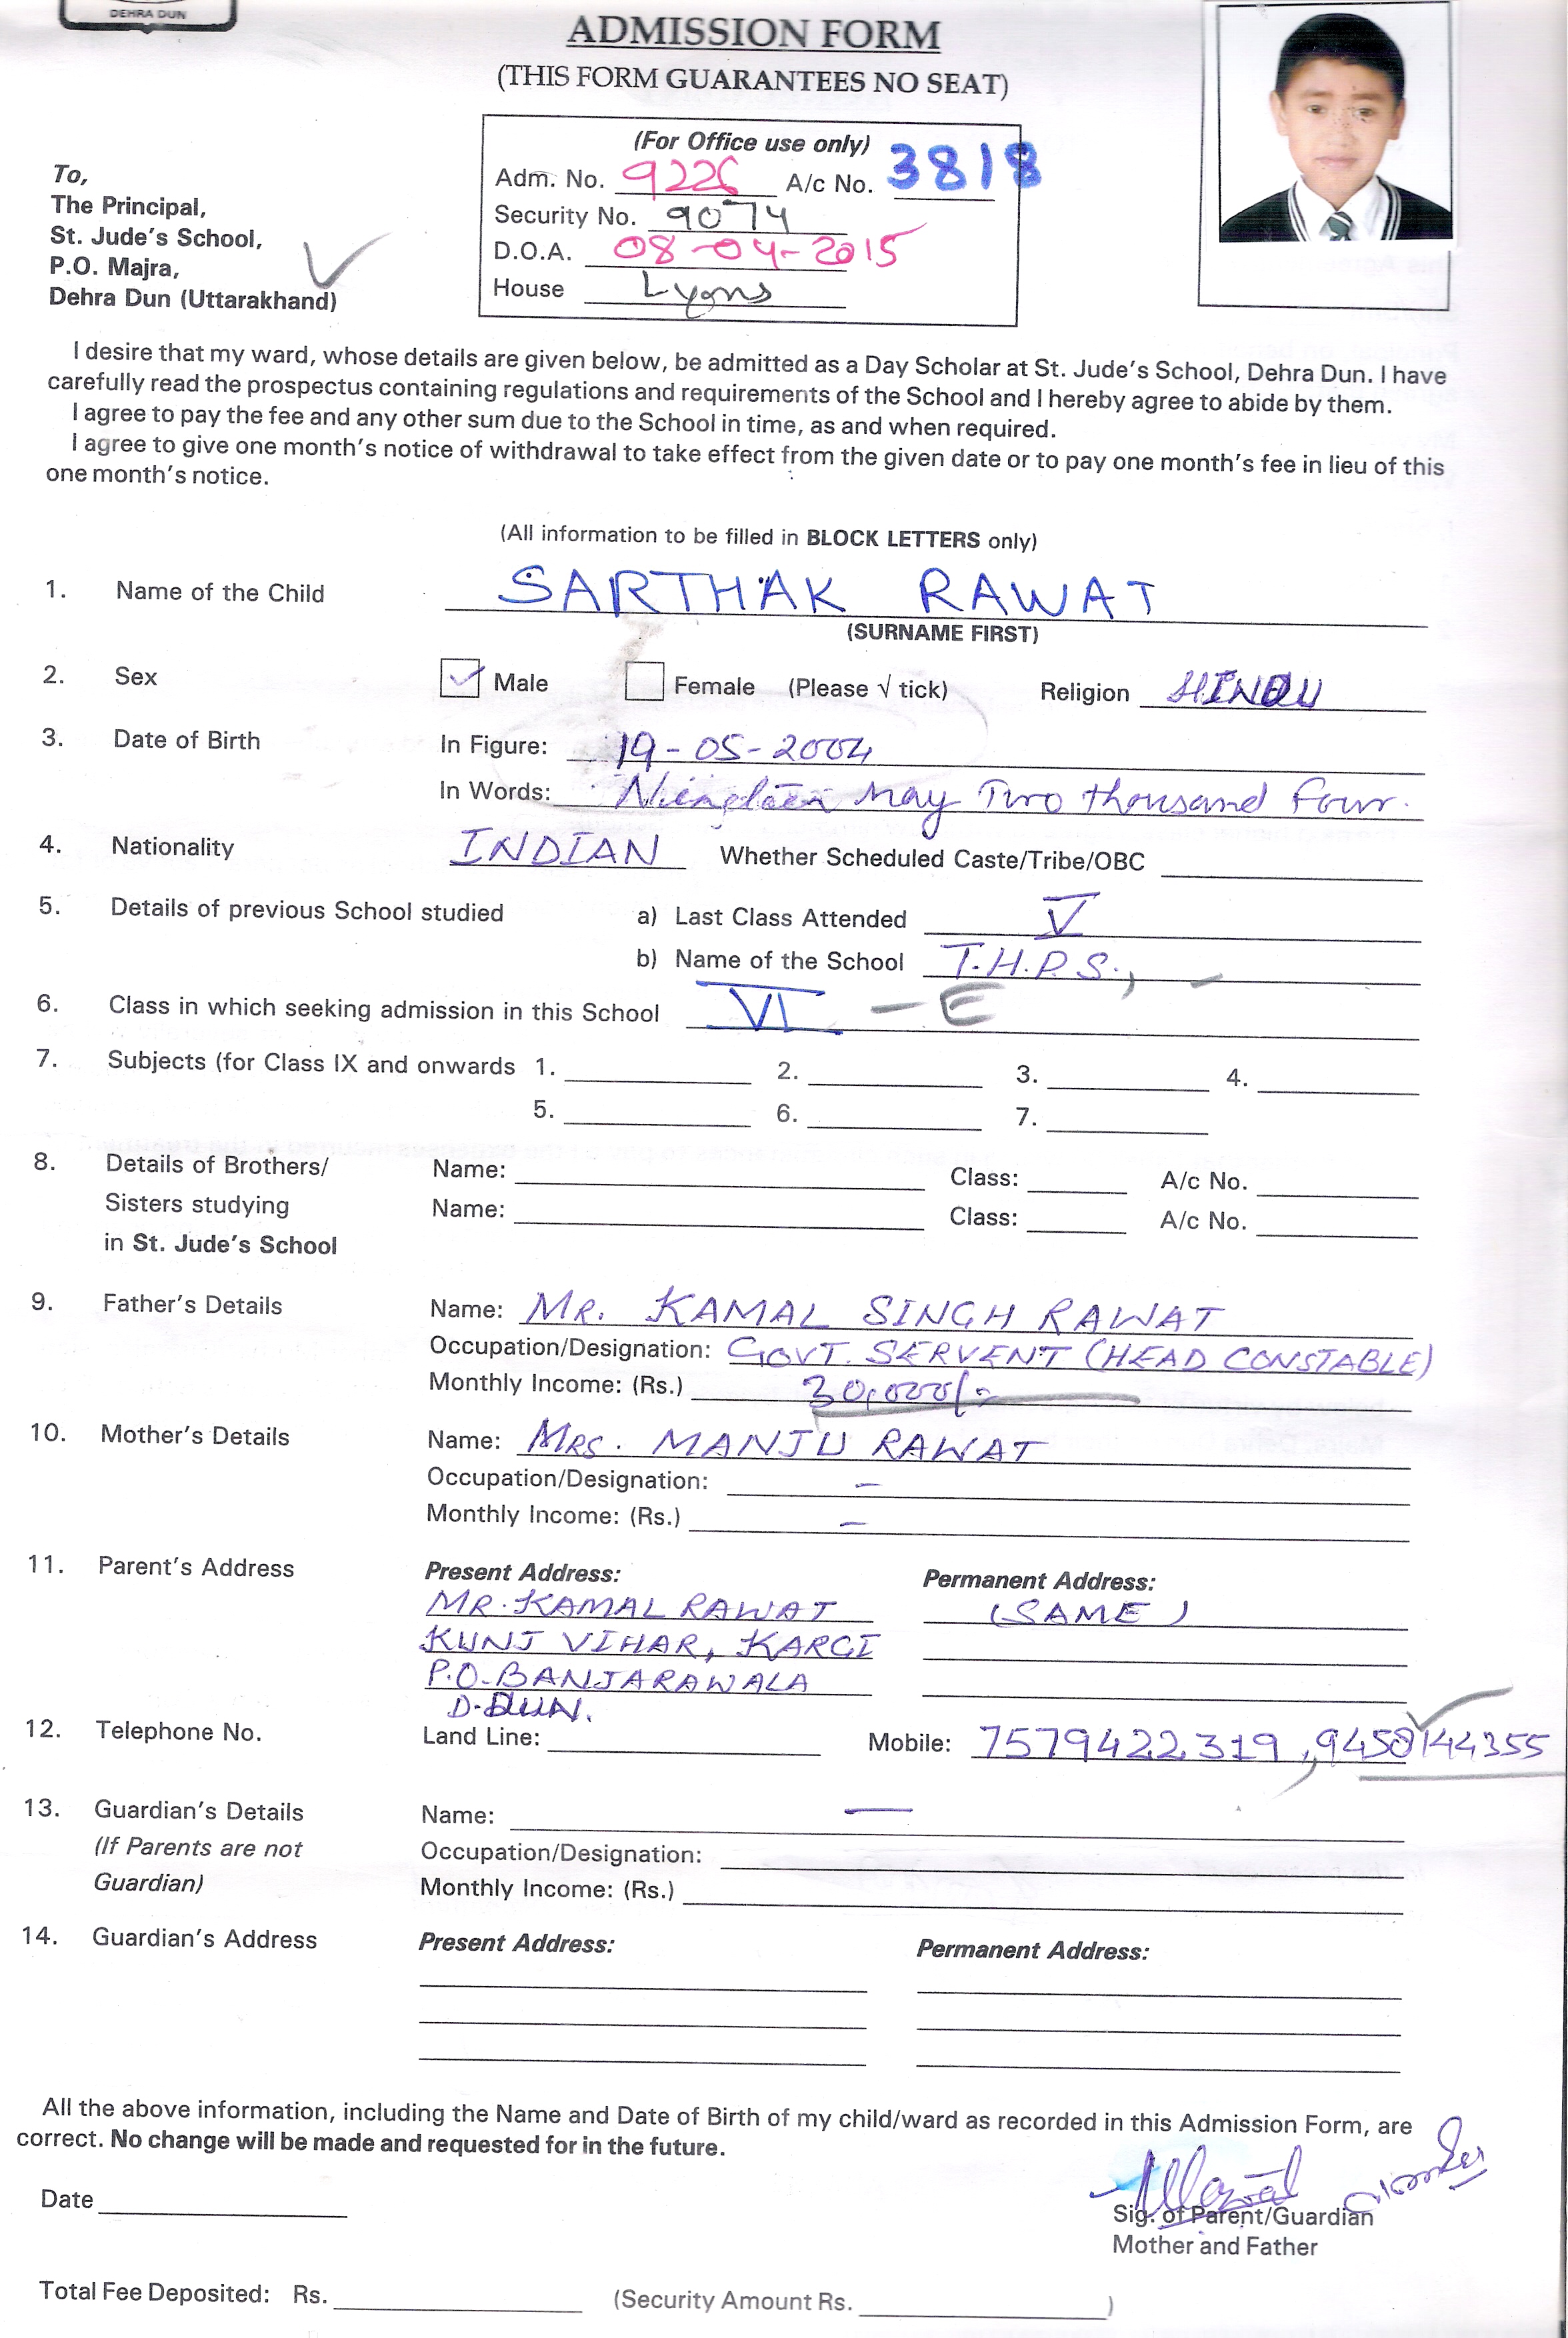 DEHRA DUN
ADMISSION FORM
(THIS FORM GUARANTEES NO SEAT)
(For Office use only)
Adm. No. 9226 A/c No. 3818
Security No. 9074
D.O.A. 08-04-2015
House Lyons
To,
The Principal,
St. Jude's School,
P.O. Majra,
Dehra Dun (Uttarakhand)
I desire that my ward, whose details are given below, be admitted as a Day Scholar at St. Jude's School, Dehra Dun. I have
carefully read the prospectus containing regulations and requirements of the School and I hereby agree to abide by them.
I agree to pay the fee and any other sum due to the School in time, as and when required.
I agree to give one month's notice of withdrawal to take effect from the given date or to pay one month's fee in lieu of this
one month's notice.
(All information to be filled in BLOCK LETTERS only)
1. Name of the Child SARTHAK RAWAT
(SURNAME FIRST)
2. Sex Male Female (Please √ tick) Religion HINDU
3. Date of Birth In Figure: 19-05-2004
In Words: May Two thousand Four.
4. Nationality INDIAN Whether Scheduled Caste/Tribe/OBC
5. Details of previous School studied a) Last Class Attended V
b) Name of the School T.H.P.S.,
6. Class in which seeking admission in this School VI - E
7. Subjects (for Class IX and onwards 1. 2. 3. 4.
5. 6. 7.
8. Details of Brothers/ Name: Class: A/c No.
Sisters studying Name: Class: A/c No.
in St. Jude's School
9. Father's Details Name: MR. KAMAL SINGH RAWAT
Occupation/Designation: GOVT. SERVENT (HEAD CONSTABLE)
Monthly Income: (Rs.) 30,000/-
10. Mother's Details Name: MRS. MANJU RAWAT
Occupation/Designation: -
Monthly Income: (Rs.) -
11. Parent's Address Present Address: Permanent Address:
MR. KAMAL RAWAT (SAME)
KUNJ VIHAR, KARGI
P.O. BANJARAWALA
D-DUN.
12. Telephone No. Land Line: Mobile: 7579422319, 9458144355
13. Guardian's Details Name: -
(If Parents are not Occupation/Designation:
Guardian) Monthly Income: (Rs.)
14. Guardian's Address Present Address: Permanent Address:
All the above information, including the Name and Date of Birth of my child/ward as recorded in this Admission Form, are
correct. No change will be made and requested for in the future.
Date
Sig. of Parent/Guardian
Mother and Father
Total Fee Deposited: Rs. (Security Amount Rs. )